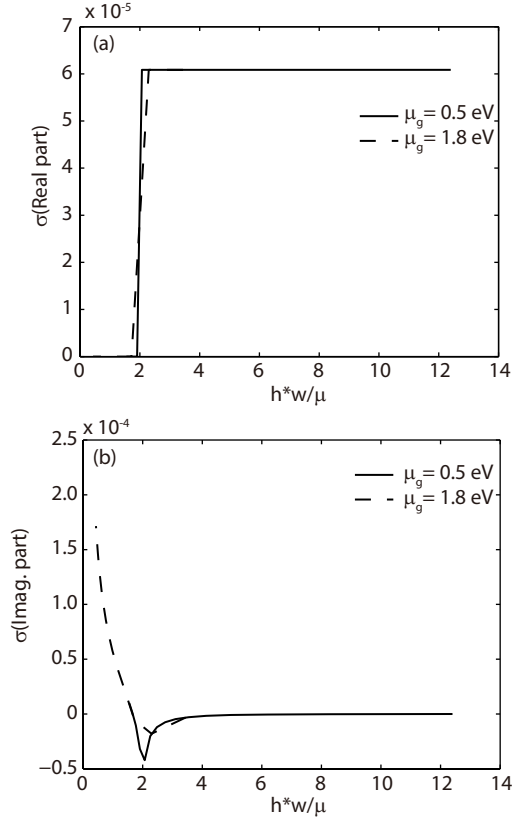 x 10-5
7
(a)
6
5
4
3
2
1
0
σ(Real part)
μg= 0.5 eV
μg= 1.8 eV
0 2 4 6 8 10 12 14
h*w/μ
x 10-4
2.5
(b)
2.0
1.5
1.0
0.5
0
−0.5
σ(Imag. part)
μg= 0.5 eV
μg= 1.8 eV
0 2 4 6 8 10 12 14
h*w/μ